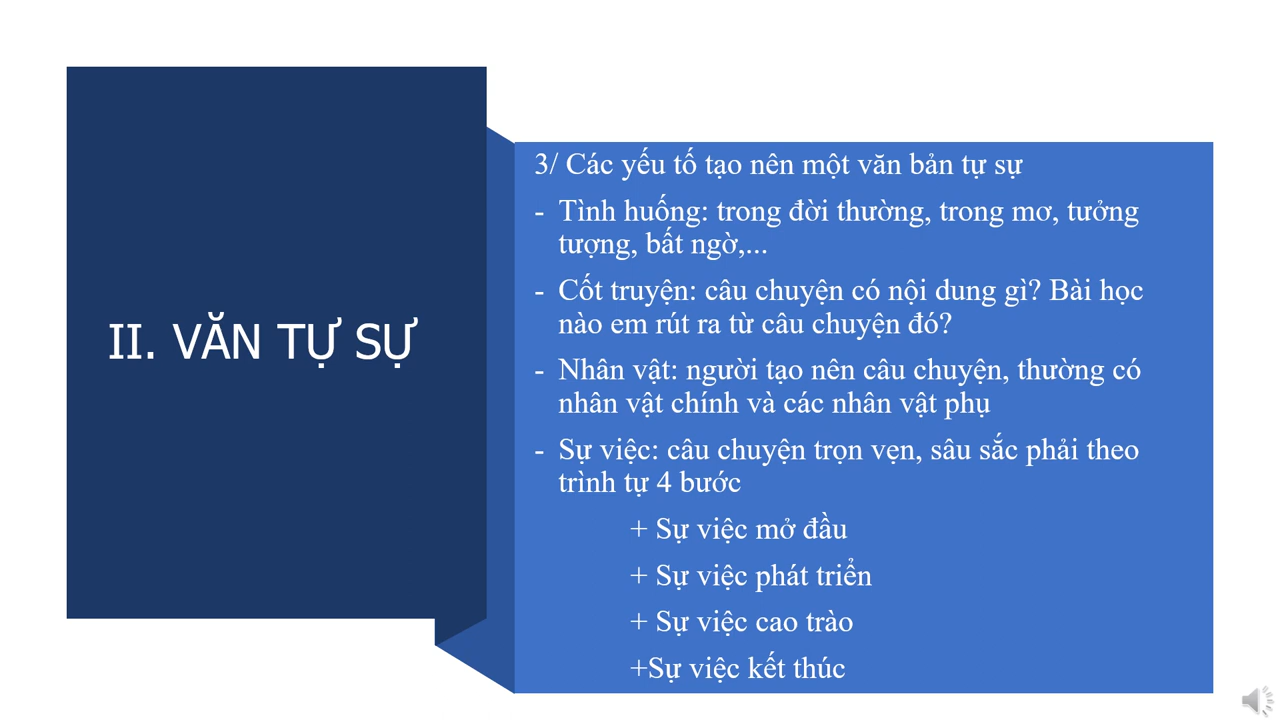 II. VĂN TỰ SỰ
3/ Các yếu tố tạo nên một văn bản tự sự
- Tình huống: trong đời thường, trong mơ, tưởng
tượng, bất ngờ,...
- Cốt truyện: câu chuyện có nội dung gì? Bài học
nào em rút ra từ câu chuyện đó?
- Nhân vật: người tạo nên câu chuyện, thường có
nhân vật chính và các nhân vật phụ
- Sự việc: câu chuyện trọn vẹn, sâu sắc phải theo
trình tự 4 bước
+ Sự việc mở đầu
+ Sự việc phát triển
+ Sự việc cao trào
+Sự việc kết thúc